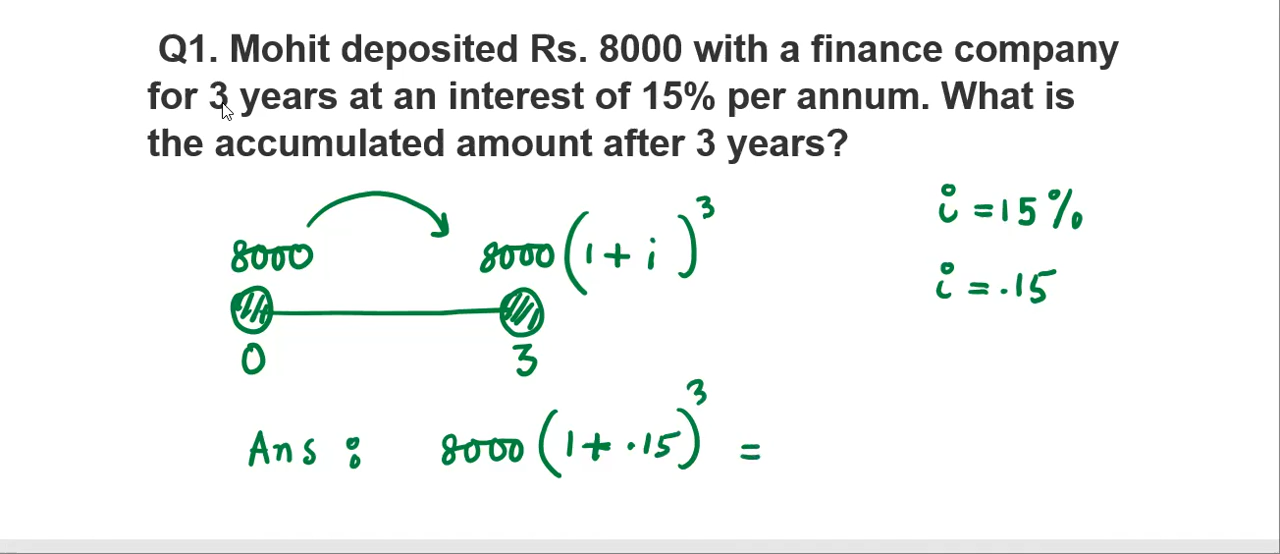 Q1. Mohit deposited Rs. 8000 with a finance company
for 3 years at an interest of 15% per annum. What is
the accumulated amount after 3 years?
i = 15%
8000 8000 (1 + i)^3
i = .15
0 3
Ans : 8000 (1 + .15)^3 =